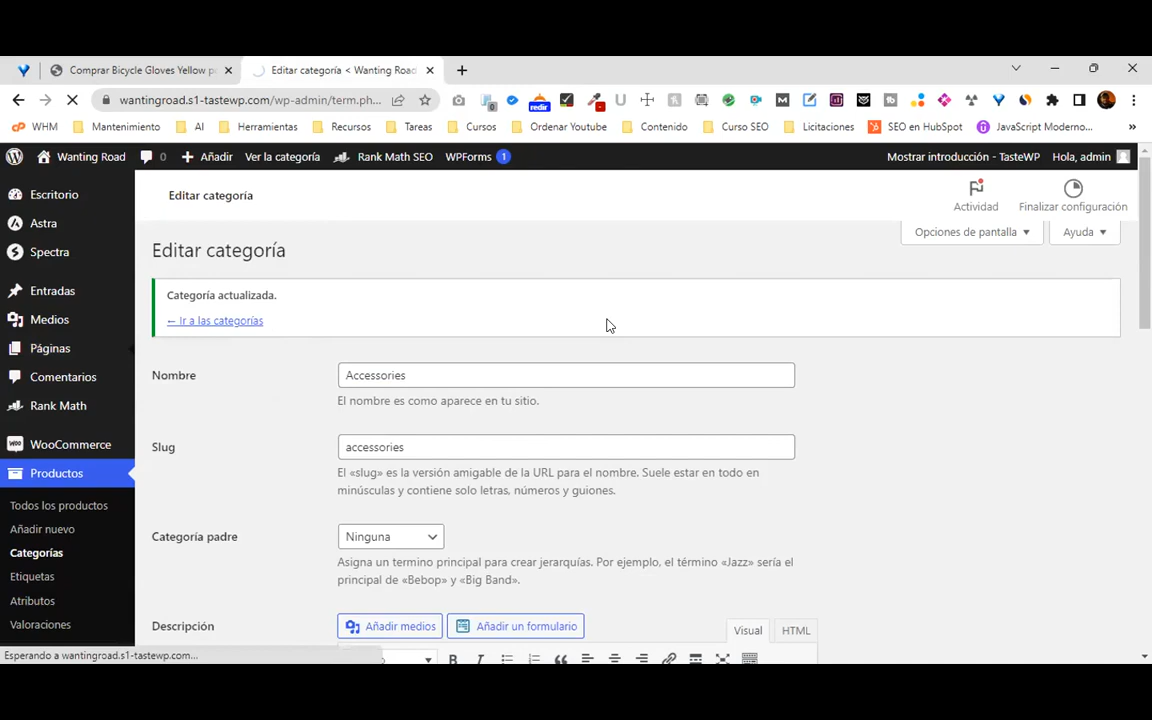 Comprar Bicycle Gloves Yellow p
Editar categoría < Wanting Road
wantingroad.s1-tastewp.com/wp-admin/term.ph...
0
redir
WHM
Mantenimiento
AI
Herramientas
Recursos
Tareas
Cursos
Ordenar Youtube
Contenido
Curso SEO
Licitaciones
SEO en HubSpot
JavaScript Moderno...
»
Wanting Road
0
Añadir
Ver la categoría
Rank Math SEO
WPForms 1
Mostrar introducción - TasteWP
Hola, admin
Escritorio
Astra
Spectra
Entradas
Medios
Páginas
Comentarios
Rank Math
WooCommerce
Productos
Todos los productos
Añadir nuevo
Categorías
Etiquetas
Atributos
Valoraciones
Editar categoría
Actividad
Finalizar configuración
Opciones de pantalla
Ayuda
Editar categoría
Categoría actualizada.
← Ir a las categorías
Nombre
Accessories
El nombre es como aparece en tu sitio.
Slug
accessories
El «slug» es la versión amigable de la URL para el nombre. Suele estar en todo en
minúsculas y contiene solo letras, números y guiones.
Categoría padre
Ninguna
Asigna un termino principal para crear jerarquías. Por ejemplo, el término «Jazz» sería el
principal de «Bebop» y «Big Band».
Descripción
Añadir medios
Añadir un formulario
Visual
HTML
B I
Esperando a wantingroad.s1-tastewp.com...